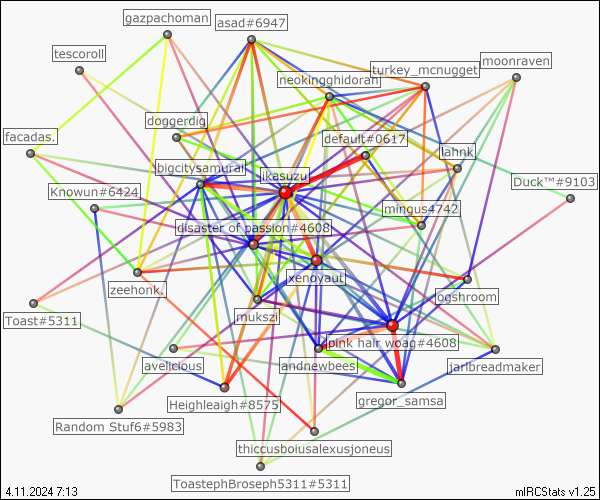 gazpachoman
asad#6947
tescoroll
turkey_mcnugget
moonraven
neokingghidorah
doggerdig
default#0617
facadas.
lahnk
bigcitysamurai
ikasuzu
Duck™#9103
Knowun#6424
mingus4742
disaster of passion#4608
xenoyaut
zeehonk.
ogshroom
Toast#5311
mukszi
pink hair woag#4608
avelicious
andnewbees
jarlbreadmaker
Heighleaigh#8575
gregor_samsa
Random Stuf6#5983
thiccusboiusalexusjoneus
ToastephBroseph5311#5311
4.11.2024 7:13
mIRCStats v1.25